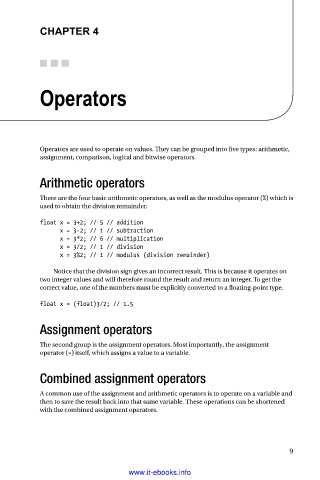 CHAPTER 4
Operators
Operators are used to operate on values. They can be grouped into five types: arithmetic,
assignment, comparison, logical and bitwise operators.
Arithmetic operators
There are the four basic arithmetic operators, as well as the modulus operator (%) which is
used to obtain the division remainder.
float x = 3+2; // 5 // addition
x = 3-2; // 1 // subtraction
x = 3*2; // 6 // multiplication
x = 3/2; // 1 // division
x = 3%2; // 1 // modulus (division remainder)
Notice that the division sign gives an incorrect result. This is because it operates on
two integer values and will therefore round the result and return an integer. To get the
correct value, one of the numbers must be explicitly converted to a floating-point type.
float x = (float)3/2; // 1.5
Assignment operators
The second group is the assignment operators. Most importantly, the assignment
operator (=) itself, which assigns a value to a variable.
Combined assignment operators
A common use of the assignment and arithmetic operators is to operate on a variable and
then to save the result back into that same variable. These operations can be shortened
with the combined assignment operators.
9
www.it-ebooks.info